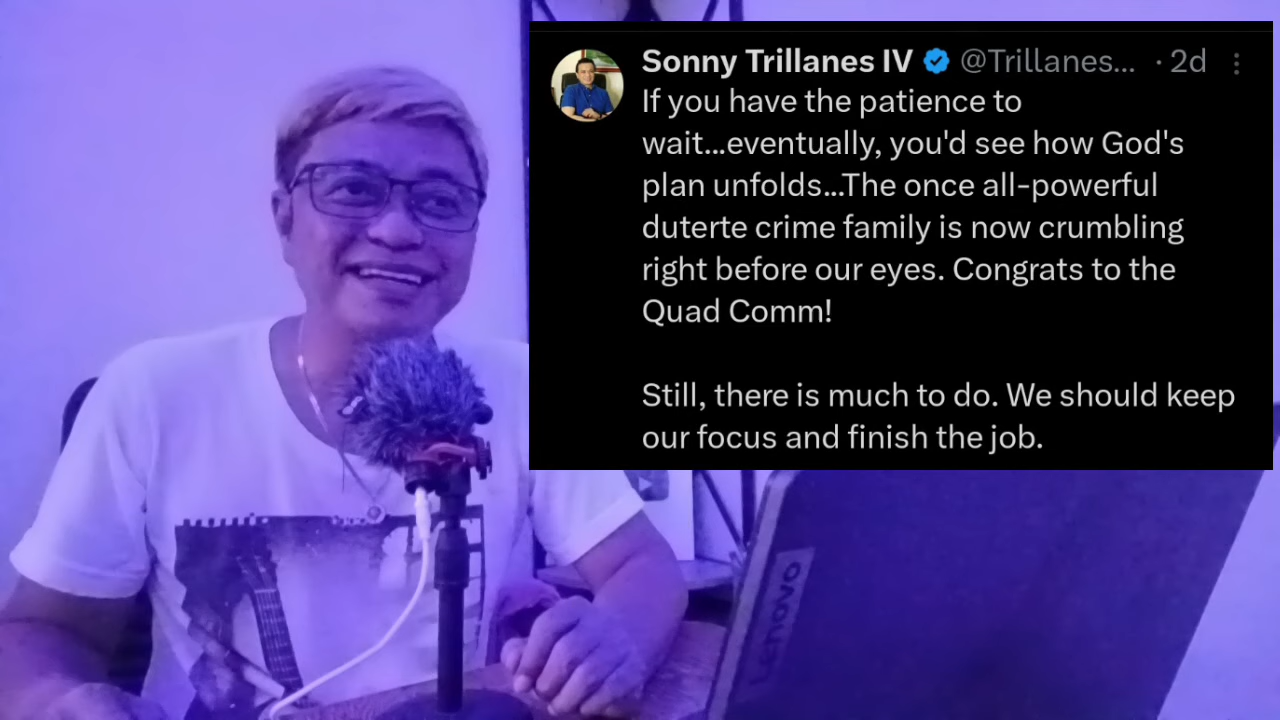 Sonny Trillanes IV @Trillanes... · 2d
If you have the patience to
wait...eventually, you'd see how God's
plan unfolds...The once all-powerful
duterte crime family is now crumbling
right before our eyes. Congrats to the
Quad Comm!
Still, there is much to do. We should keep
our focus and finish the job.
Lenovo